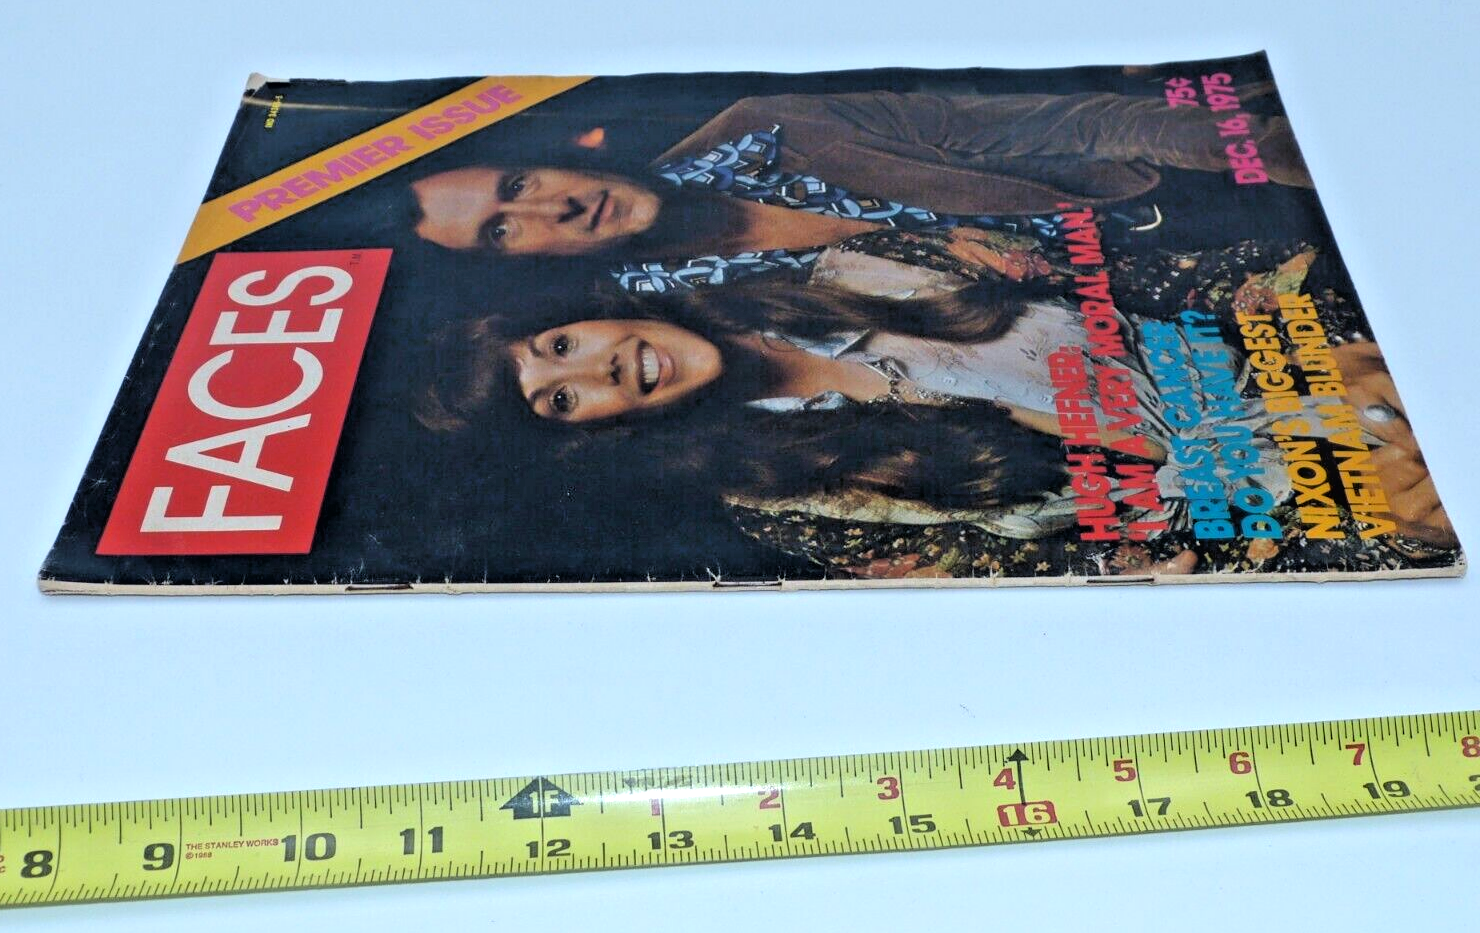 PREMIER ISSUE
FACES
T.M.
75¢
DEC. 16, 1975
HUGH HEFNER:
"I AM A VERY MORAL MAN."
BREAST CANCER
DO YOU HAVE IT?
NIXON'S BIGGEST
VIETNAM BLUNDER
1F 1 2 3 4 5 6 7 8
8 9 THE STANLEY WORKS 10 11 12 13 14 15 16 17 18 19
©1988